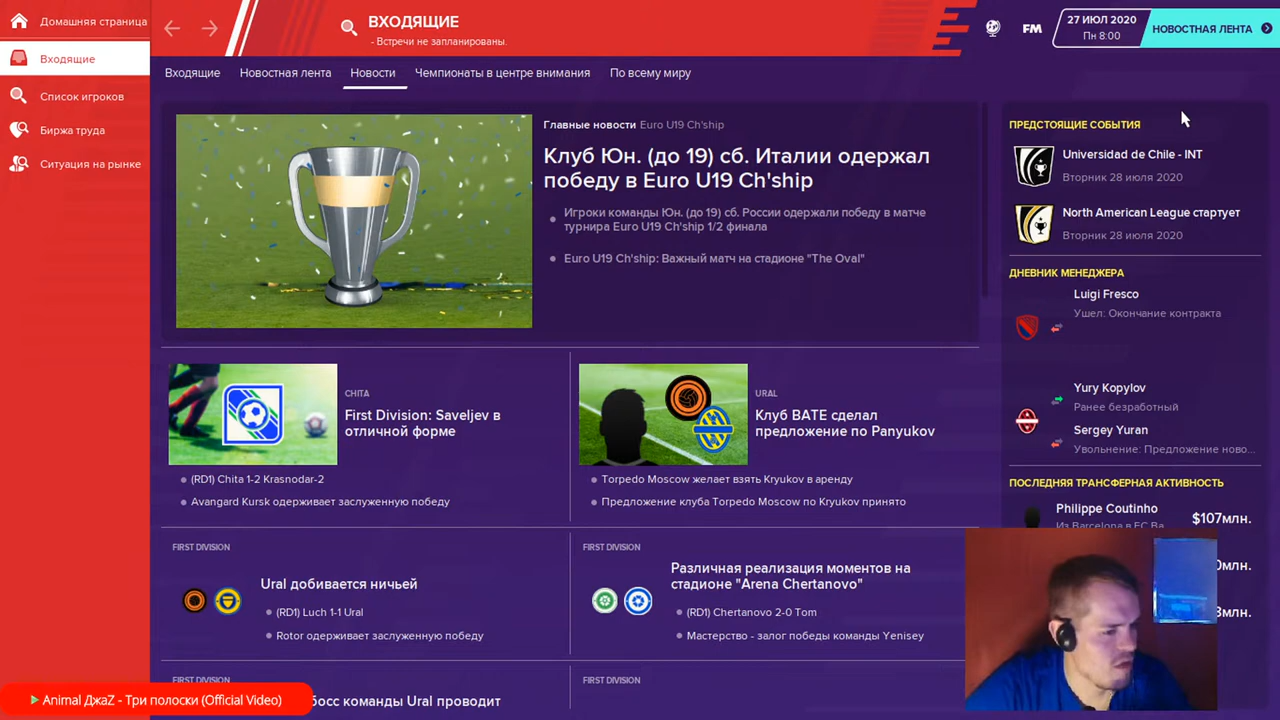 Домашняя страница
Входящие
Список игроков
Биржа труда
Ситуация на рынке
ВХОДЯЩИЕ
- Встречи не запланированы.
FM
27 ИЮЛ 2020
Пн 8:00
НОВОСТНАЯ ЛЕНТА
Входящие
Новостная лента
Новости
Чемпионаты в центре внимания
По всему миру
Главные новости Euro U19 Ch'ship
Клуб Юн. (до 19) сб. Италии одержал
победу в Euro U19 Ch'ship
Игроки команды Юн. (до 19) сб. России одержали победу в матче
турнира Euro U19 Ch'ship 1/2 финала
Euro U19 Ch'ship: Важный матч на стадионе "The Oval"
CHITA
First Division: Saveljev в
отличной форме
(RD1) Chita 1-2 Krasnodar-2
Avangard Kursk одерживает заслуженную победу
URAL
Клуб BATE сделал
предложение по Panyukov
Torpedo Moscow желает взять Kryukov в аренду
Предложение клуба Torpedo Moscow по Kryukov принято
FIRST DIVISION
Ural добивается ничьей
(RD1) Luch 1-1 Ural
Rotor одерживает заслуженную победу
FIRST DIVISION
Различная реализация моментов на
стадионе "Arena Chertanovo"
(RD1) Chertanovo 2-0 Tom
Мастерство - залог победы команды Yenisey
FIRST DIVISION
босс команды Ural проводит
FIRST DIVISION
ПРЕДСТОЯЩИЕ СОБЫТИЯ
Universidad de Chile - INT
Вторник 28 июля 2020
North American League стартует
Вторник 28 июля 2020
ДНЕВНИК МЕНЕДЖЕРА
Luigi Fresco
Ушел: Окончание контракта
Yury Kopylov
Ранее безработный
Sergey Yuran
Увольнение: Предложение ново...
ПОСЛЕДНЯЯ ТРАНСФЕРНАЯ АКТИВНОСТЬ
Philippe Coutinho
Из Barcelona в FC Ba
$107млн.
млн.
млн.
Animal ДжаZ - Три полоски (Official Video)